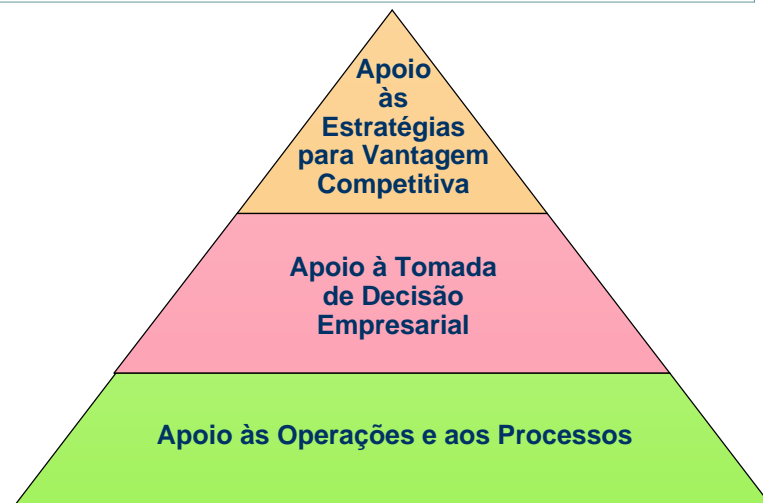 Apoio
às
Estratégias
para Vantagem
Competitiva
Apoio à Tomada
de Decisão
Empresarial
Apoio às Operações e aos Processos